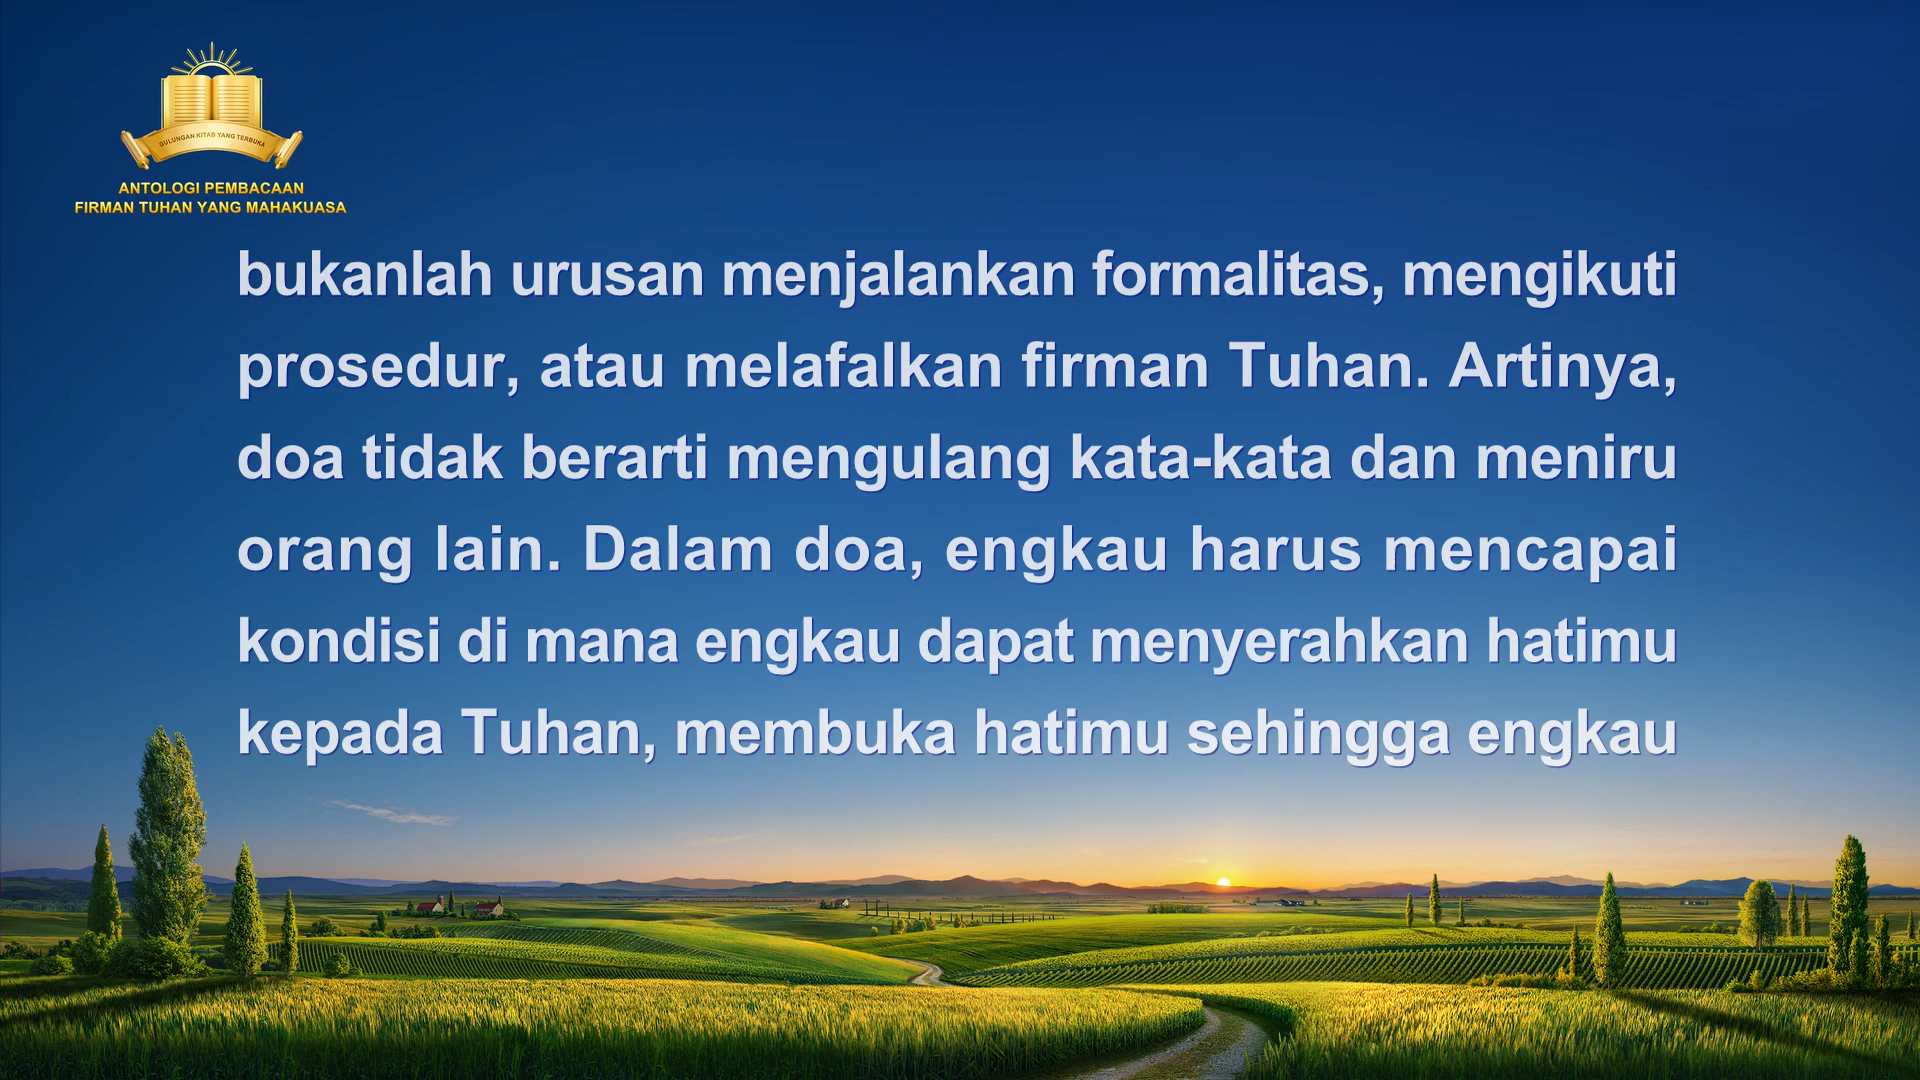 GULUNGAN KITAB YANG TERBUKA
ANTOLOGI PEMBACAAN
FIRMAN TUHAN YANG MAHAKUASA
bukanlah urusan menjalankan formalitas, mengikuti
prosedur, atau melafalkan firman Tuhan. Artinya,
doa tidak berarti mengulang kata-kata dan meniru
orang lain. Dalam doa, engkau harus mencapai
kondisi di mana engkau dapat menyerahkan hatimu
kepada Tuhan, membuka hatimu sehingga engkau